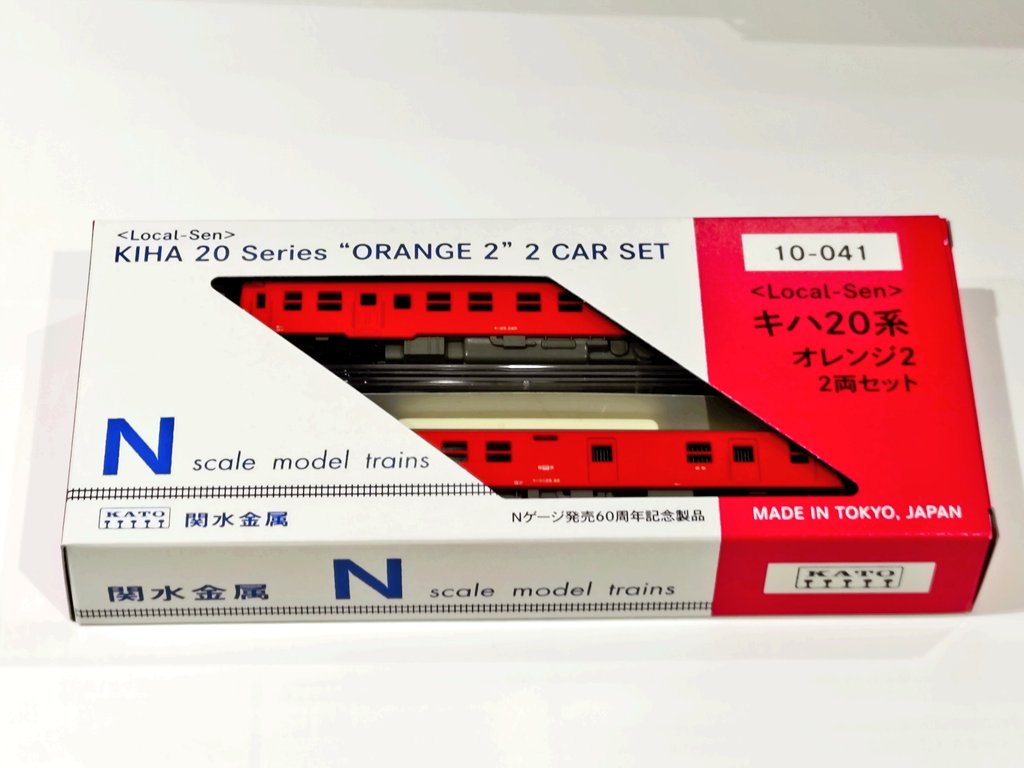 <Local-Sen>
KIHA 20 Series “ORANGE 2” 2 CAR SET
10-041
<Local-Sen>
キハ20系
オレンジ2
2両セット
N scale model trains
KATO 関水金属
Nゲージ発売60周年記念製品
MADE IN TOKYO, JAPAN
関水金属 N scale model trains
KATO